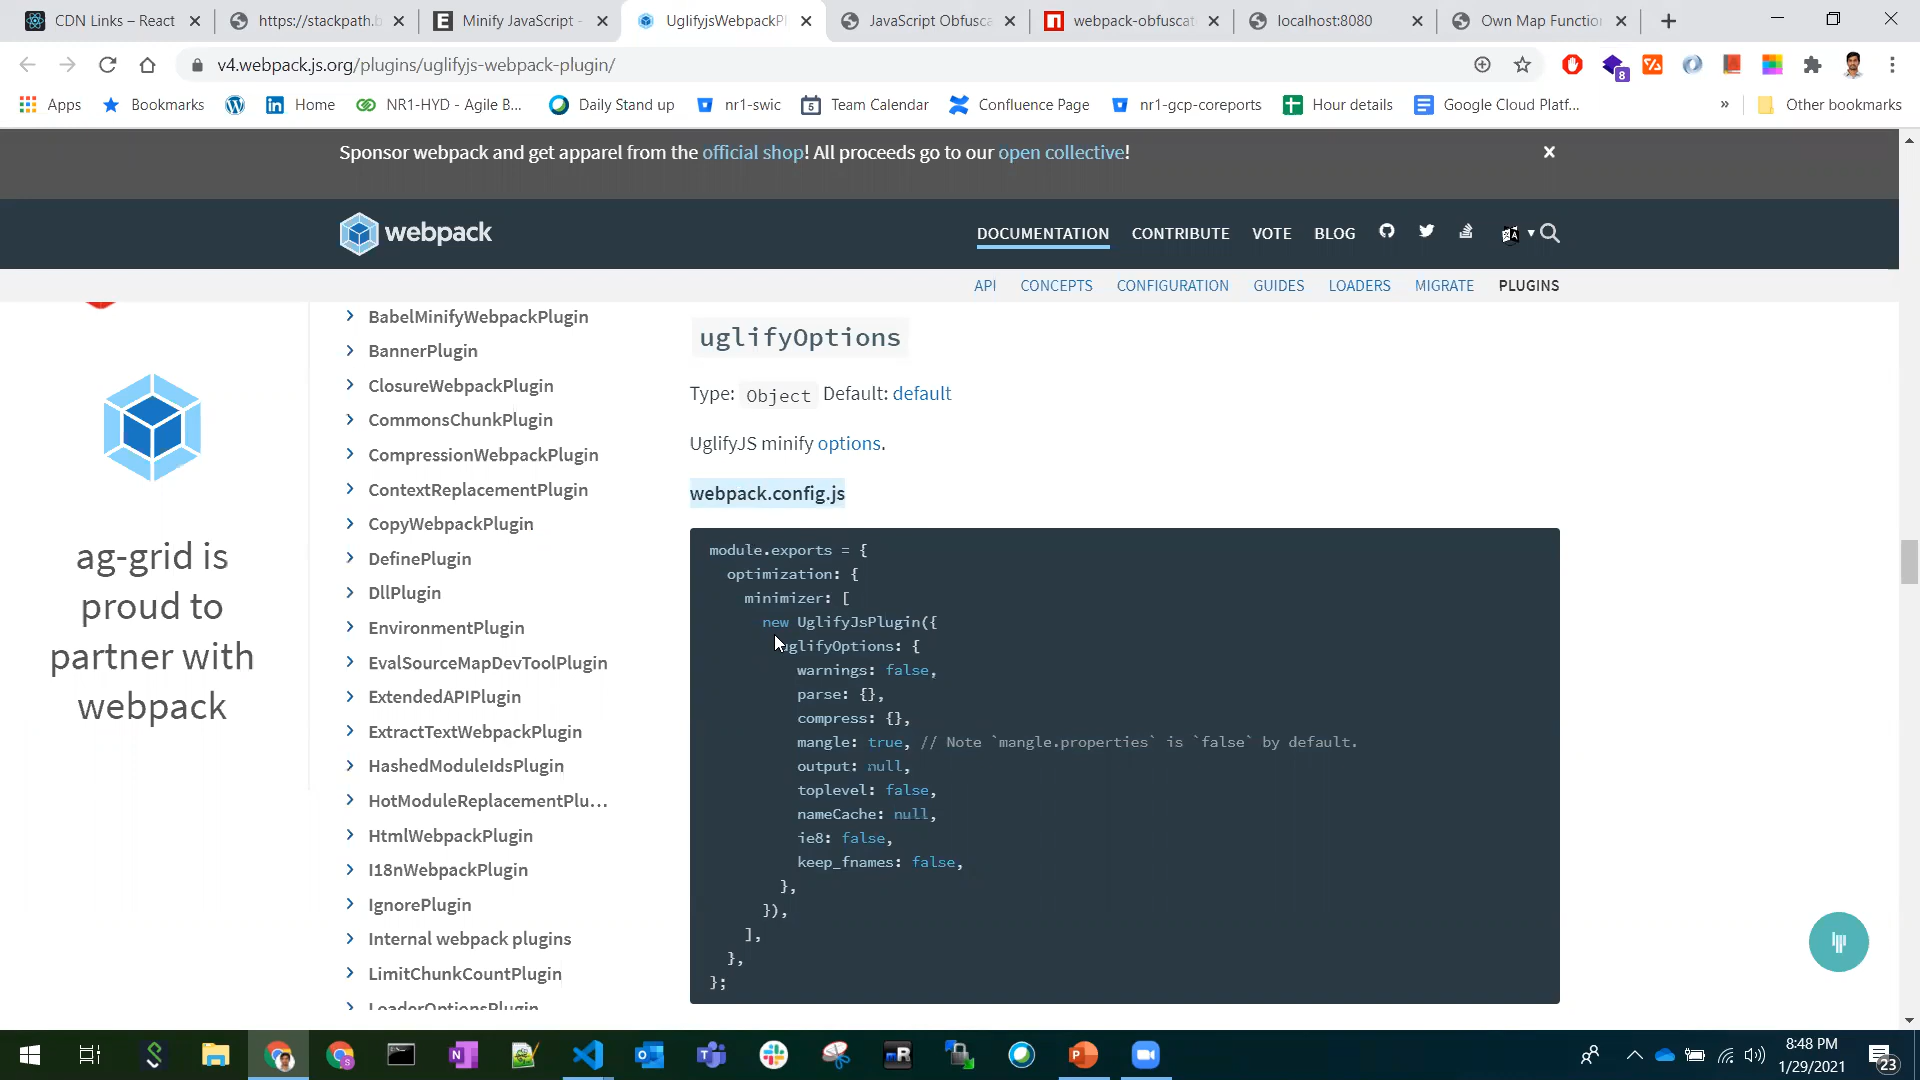 CDN Links – React
https://stackpath.b
Minify JavaScript -
UglifyjsWebpackPl
JavaScript Obfusca
webpack-obfuscat
localhost:8080
Own Map Functio
v4.webpack.js.org/plugins/uglifyjs-webpack-plugin/
8
Apps
Bookmarks
Home
NR1-HYD - Agile B...
Daily Stand up
nr1-swic
5
Team Calendar
Confluence Page
nr1-gcp-coreports
Hour details
Google Cloud Platf...
»
Other bookmarks
Sponsor webpack and get apparel from the official shop! All proceeds go to our open collective!
webpack
DOCUMENTATION CONTRIBUTE VOTE BLOG
API CONCEPTS CONFIGURATION GUIDES LOADERS MIGRATE PLUGINS
ag-grid is
proud to
partner with
webpack
BabelMinifyWebpackPlugin
BannerPlugin
ClosureWebpackPlugin
CommonsChunkPlugin
CompressionWebpackPlugin
ContextReplacementPlugin
CopyWebpackPlugin
DefinePlugin
DllPlugin
EnvironmentPlugin
EvalSourceMapDevToolPlugin
ExtendedAPIPlugin
ExtractTextWebpackPlugin
HashedModuleIdsPlugin
HotModuleReplacementPlu...
HtmlWebpackPlugin
I18nWebpackPlugin
IgnorePlugin
Internal webpack plugins
LimitChunkCountPlugin
LoaderOptionsPlugin
uglifyOptions
Type: Object Default: default
UglifyJS minify options.
webpack.config.js
module.exports = {
optimization: {
minimizer: [
new UglifyJsPlugin({
uglifyOptions: {
warnings: false,
parse: {},
compress: {},
mangle: true, // Note `mangle.properties` is `false` by default.
output: null,
toplevel: false,
nameCache: null,
ie8: false,
keep_fnames: false,
},
}),
],
},
};
8:48 PM
1/29/2021
23